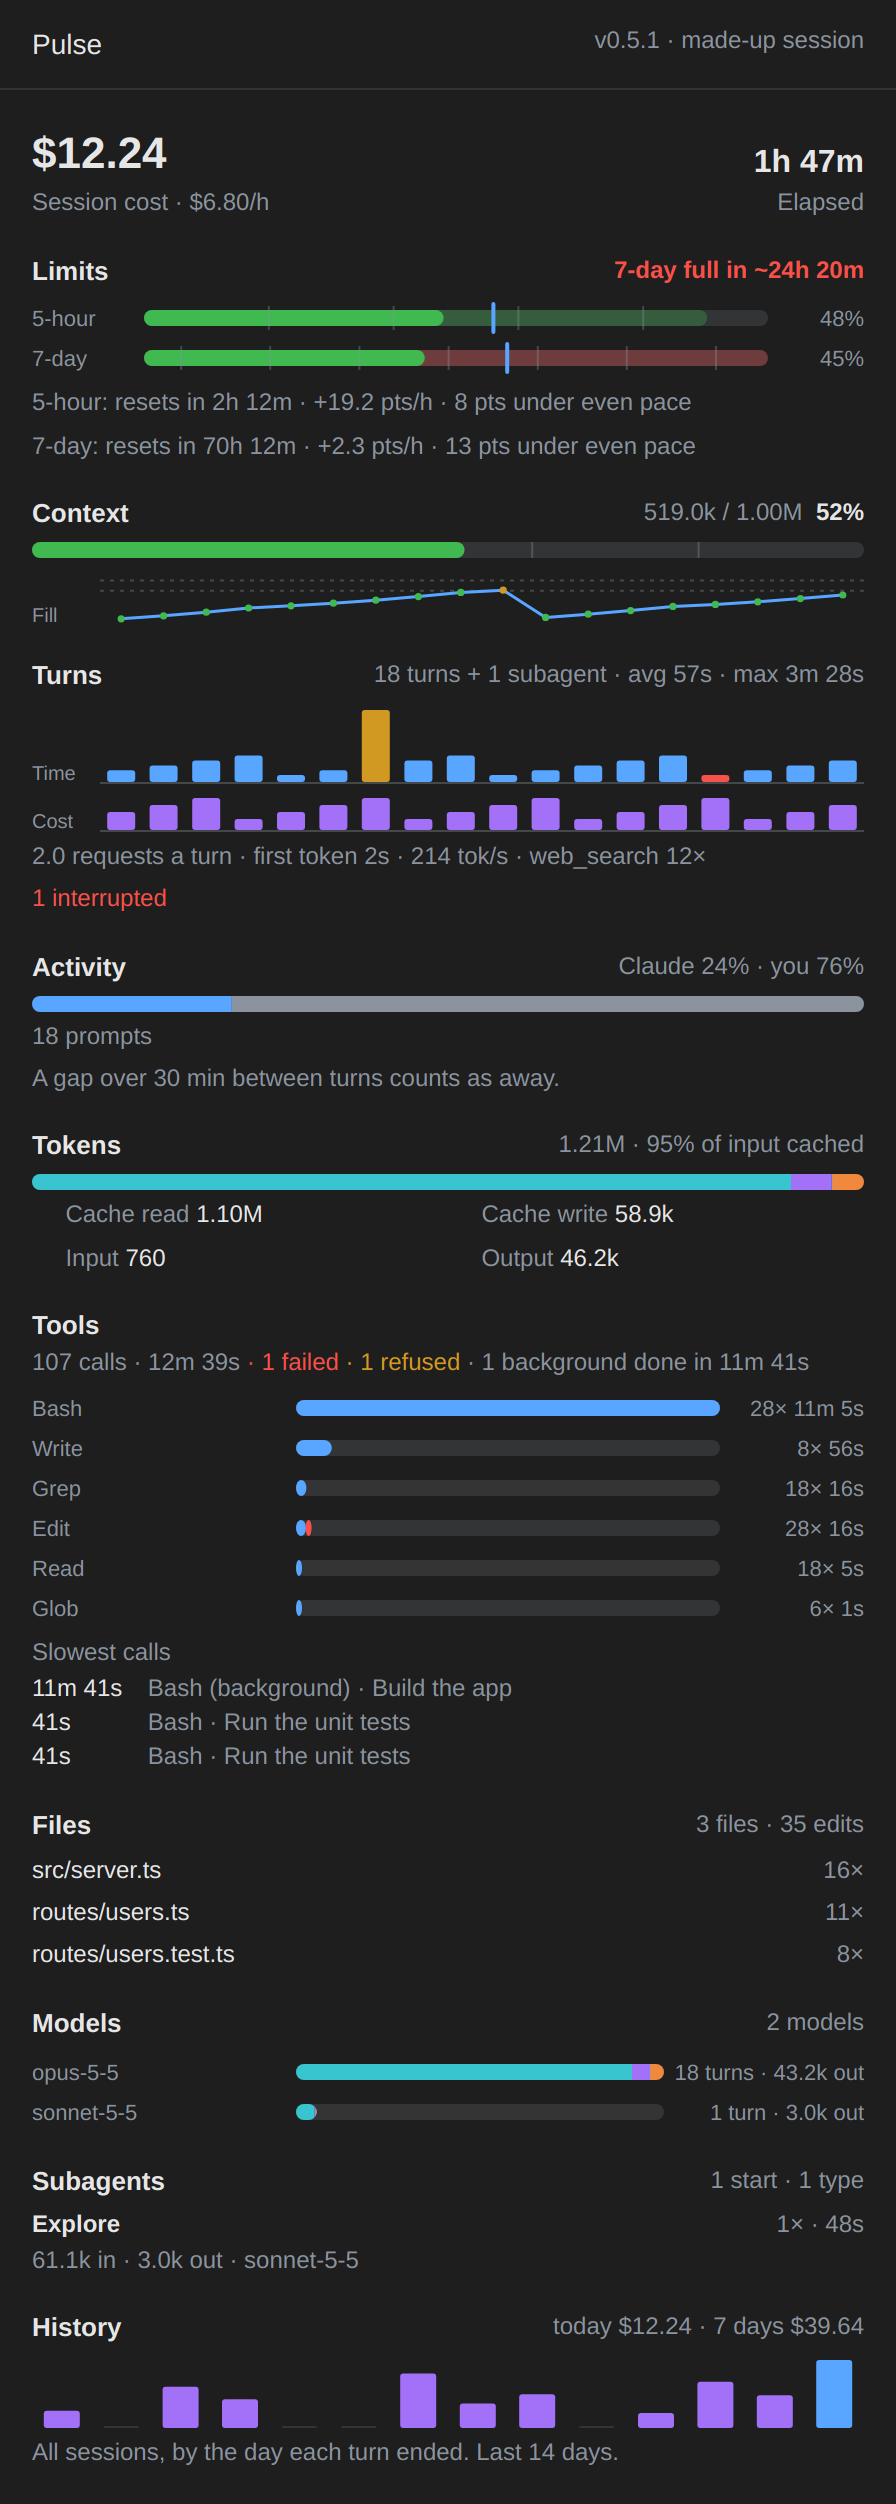 Pulse
v0.5.1 · made-up session
$12.24
1h 47m
Session cost · $6.80/h
Elapsed
Limits
7-day full in ~24h 20m
5-hour
48%
7-day
45%
5-hour: resets in 2h 12m · +19.2 pts/h · 8 pts under even pace
7-day: resets in 70h 12m · +2.3 pts/h · 13 pts under even pace
Context
519.0k / 1.00M 52%
Fill
Turns
18 turns + 1 subagent · avg 57s · max 3m 28s
Time
Cost
2.0 requests a turn · first token 2s · 214 tok/s · web_search 12×
1 interrupted
Activity
Claude 24% · you 76%
18 prompts
A gap over 30 min between turns counts as away.
Tokens
1.21M · 95% of input cached
Cache read 1.10M
Cache write 58.9k
Input 760
Output 46.2k
Tools
107 calls · 12m 39s · 1 failed · 1 refused · 1 background done in 11m 41s
Bash
28× 11m 5s
Write
8× 56s
Grep
18× 16s
Edit
28× 16s
Read
18× 5s
Glob
6× 1s
Slowest calls
11m 41s Bash (background) · Build the app
41s Bash · Run the unit tests
41s Bash · Run the unit tests
Files
3 files · 35 edits
src/server.ts
16×
routes/users.ts
11×
routes/users.test.ts
8×
Models
2 models
opus-5-5
18 turns · 43.2k out
sonnet-5-5
1 turn · 3.0k out
Subagents
1 start · 1 type
Explore
1× · 48s
61.1k in · 3.0k out · sonnet-5-5
History
today $12.24 · 7 days $39.64
All sessions, by the day each turn ended. Last 14 days.